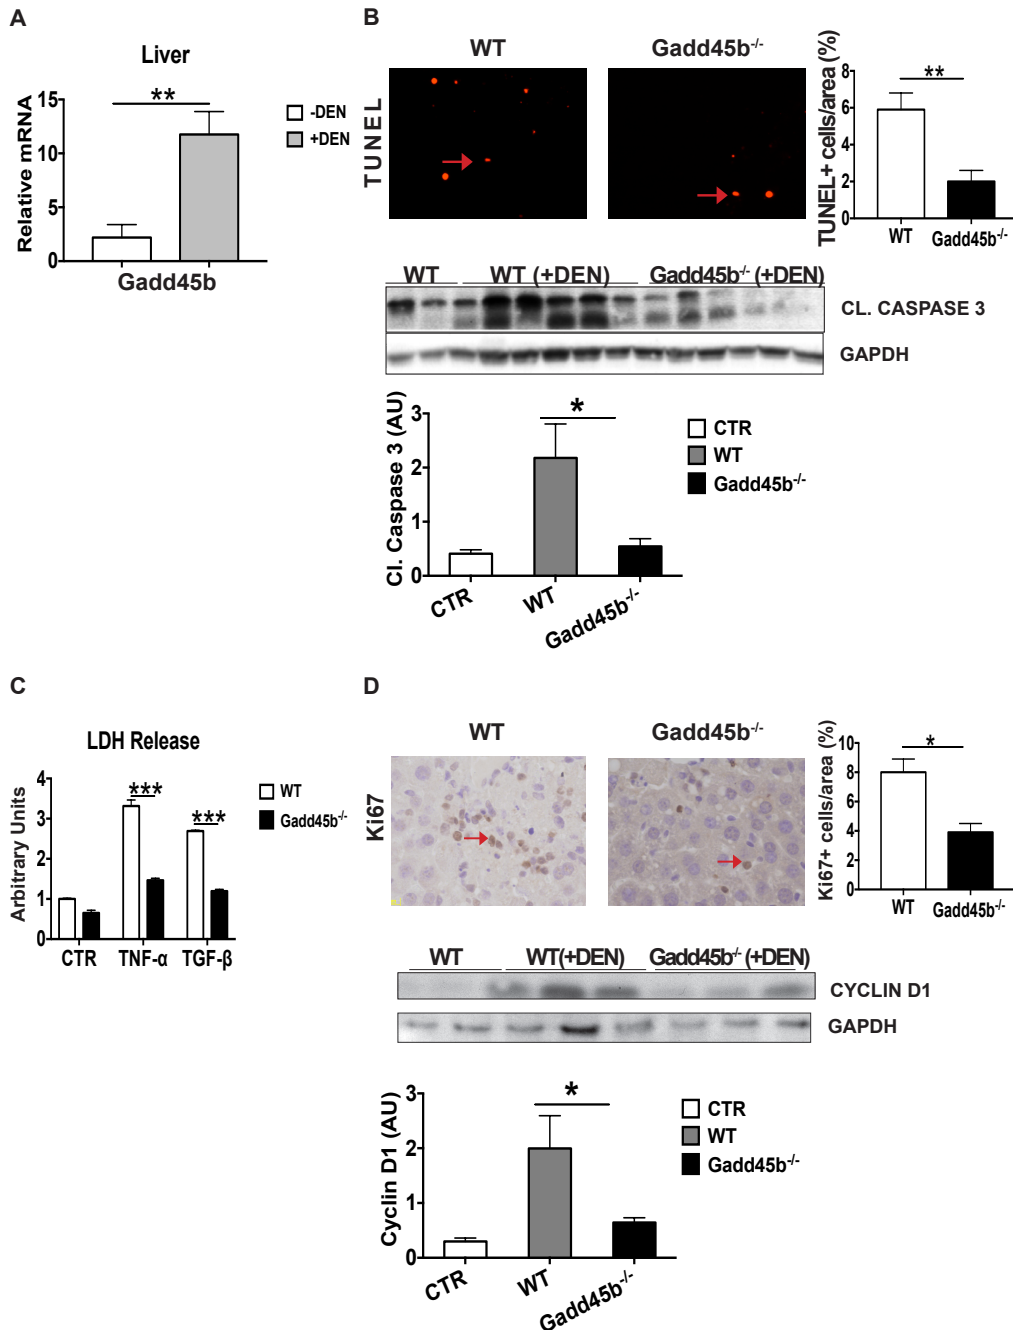 A
Liver
**
Relative mRNA
15
10
5
0
Gadd45b
-DEN
+DEN
B
WT
Gadd45b-/-
TUNEL
TUNEL+ cells/area (%)
8
6
4
2
0
**
WT
Gadd45b-/-
WT
WT (+DEN)
Gadd45b-/- (+DEN)
CL. CASPASE 3
GAPDH
Cl. Caspase 3 (AU)
3
2
1
0
*
CTR
WT
Gadd45b-/-
CTR
WT
Gadd45b-/-
C
LDH Release
Arbitrary Units
4
3
2
1
0
***
***
CTR
TNF-α
TGF-β
WT
Gadd45b-/-
D
WT
Gadd45b-/-
Ki67
Ki67+ cells/area (%)
10
8
6
4
2
0
*
WT
Gadd45b-/-
WT
WT(+DEN)
Gadd45b-/- (+DEN)
CYCLIN D1
GAPDH
Cyclin D1 (AU)
3
2
1
0
*
CTR
WT
Gadd45b-/-
CTR
WT
Gadd45b-/-